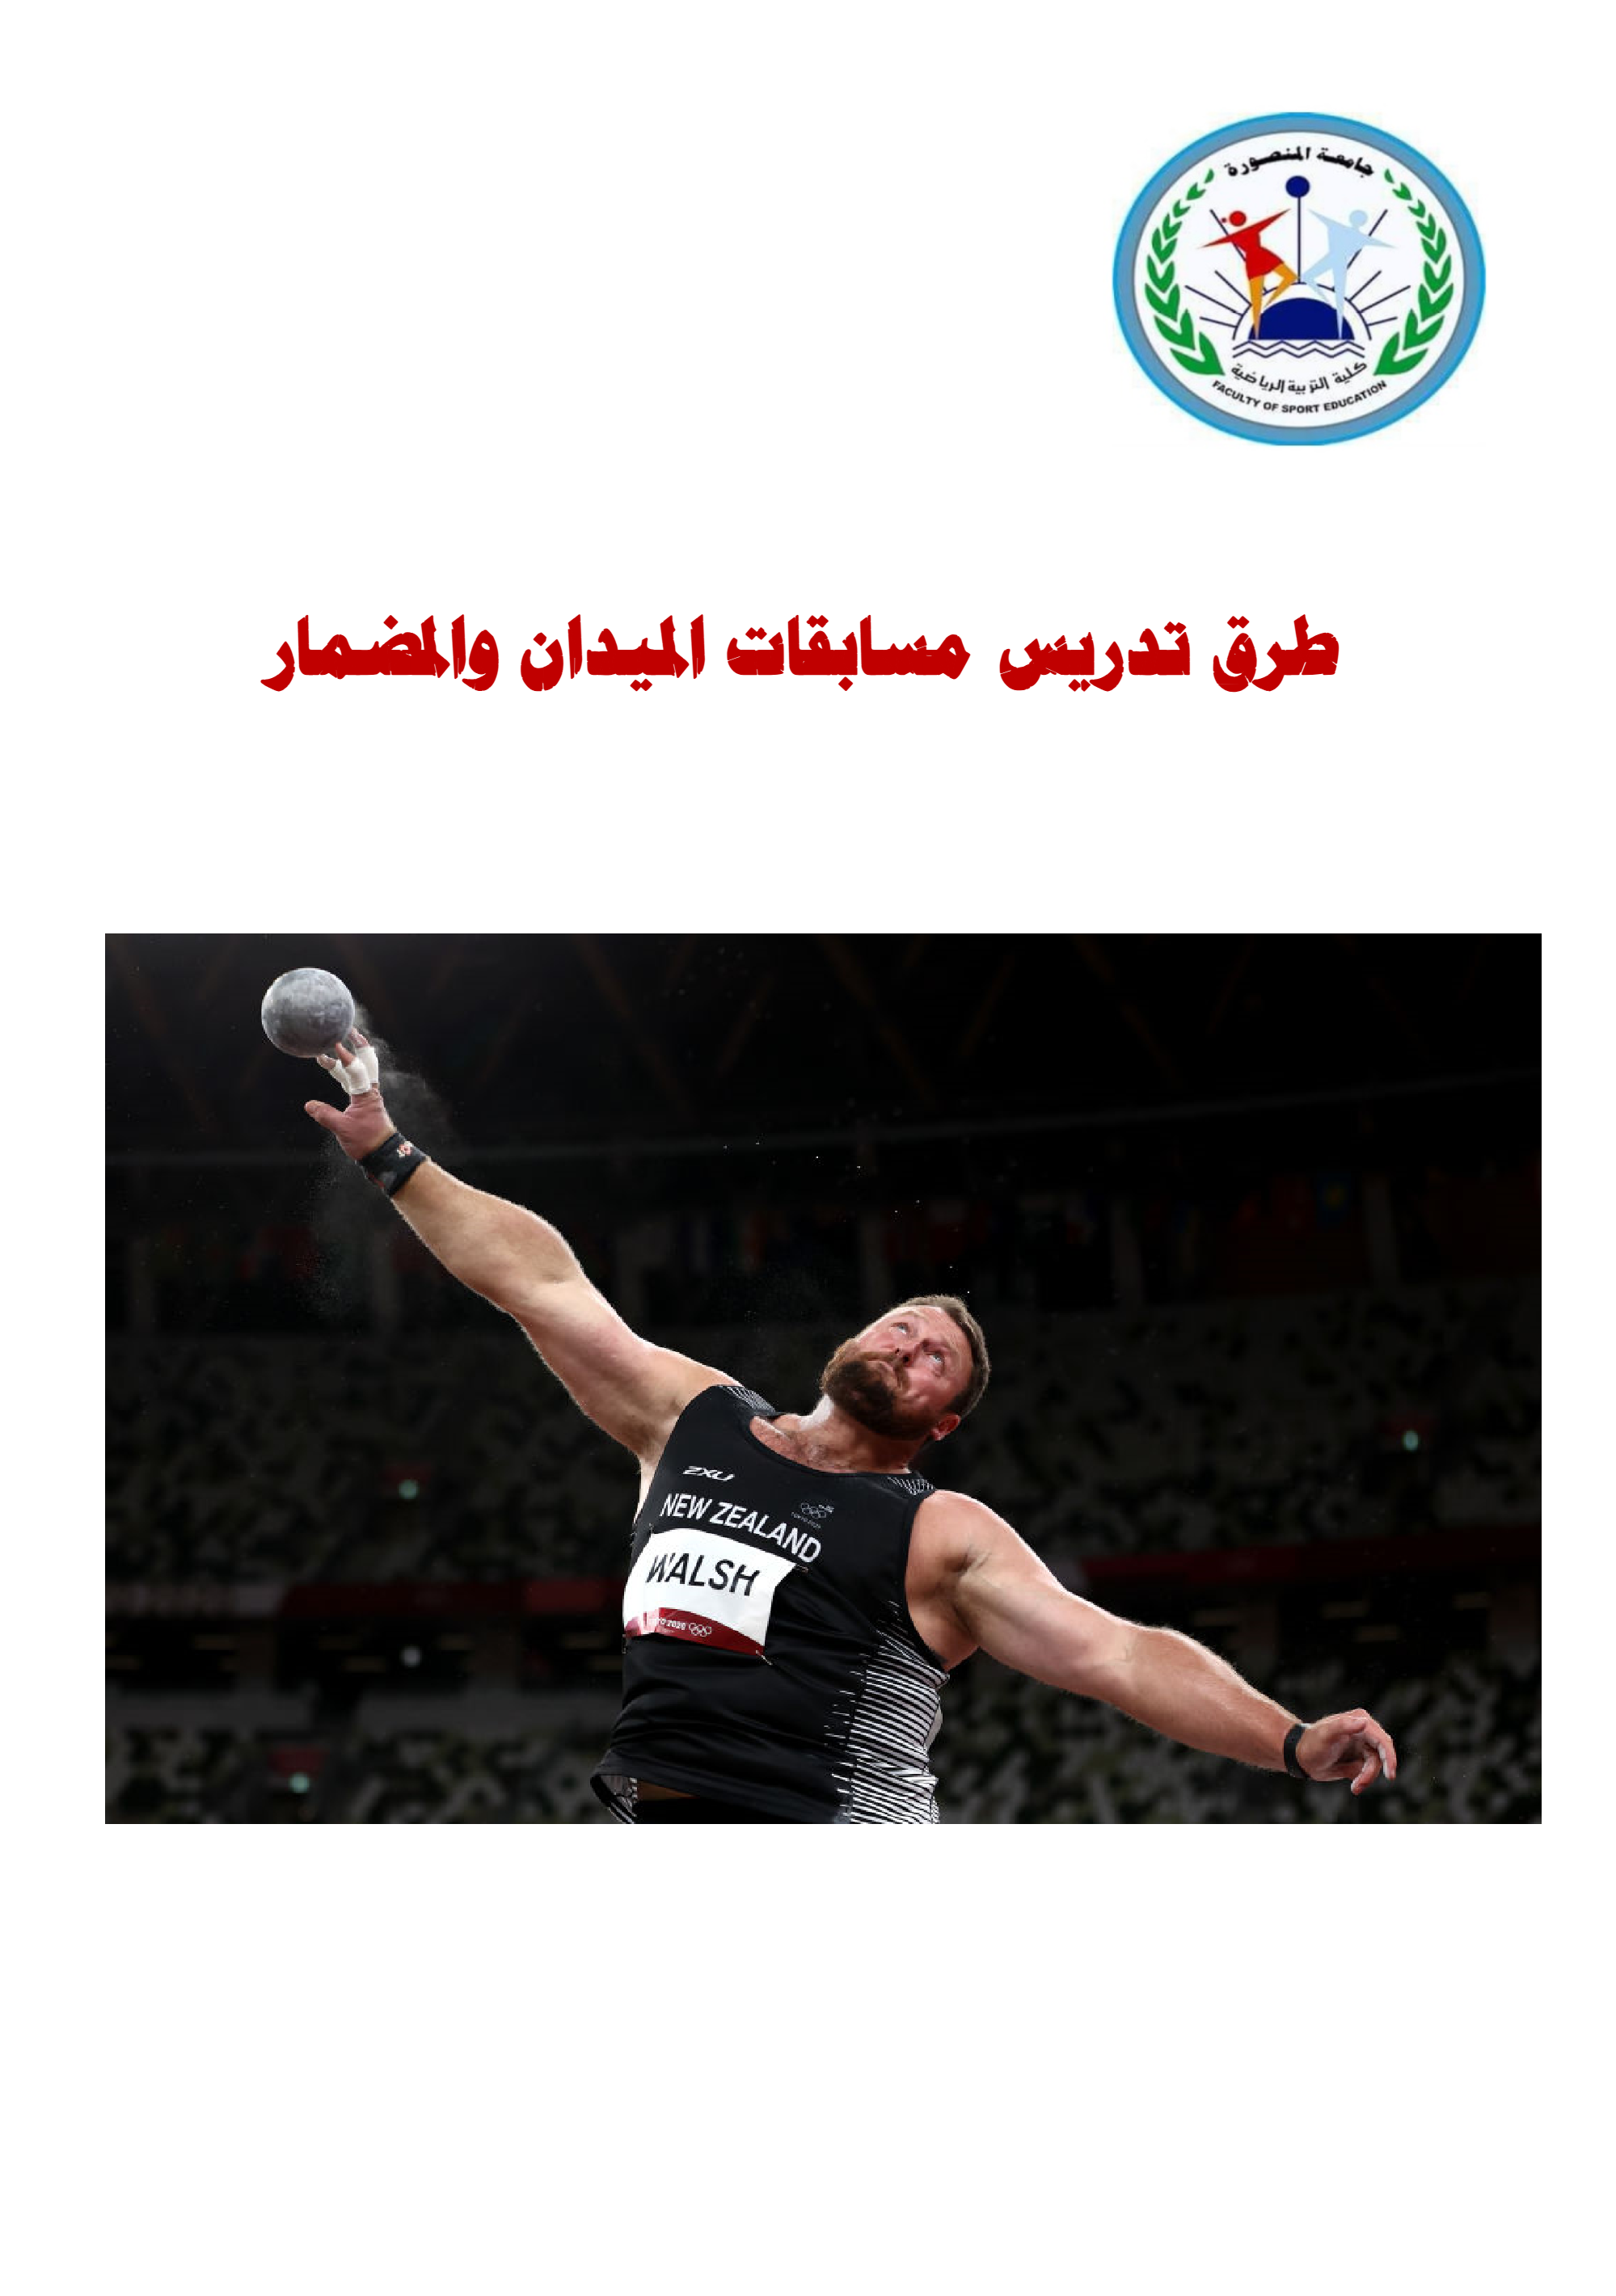 جامعة المنصورة
كلية التربية الرياضية
FACULTY OF SPORT EDUCATION
طرق تدريس مسابقات الميدان والمضمار
2XU
NEW ZEALAND
WALSH